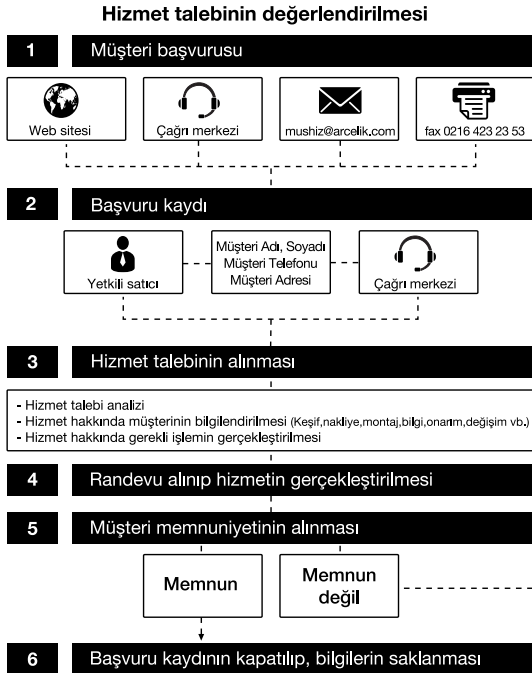 Hizmet talebinin değerlendirilmesi
1 Müşteri başvurusu
Web sitesi
Çağrı merkezi
mushiz@arcelik.com
fax 0216 423 23 53
2 Başvuru kaydı
Yetkili satıcı
Müşteri Adı, Soyadı
Müşteri Telefonu
Müşteri Adresi
Çağrı merkezi
3 Hizmet talebinin alınması
- Hizmet talebi analizi
- Hizmet hakkında müşterinin bilgilendirilmesi (Keşif,nakliye,montaj,bilgi,onarım,değişim vb.)
- Hizmet hakkında gerekli işlemin gerçekleştirilmesi
4 Randevu alınıp hizmetin gerçekleştirilmesi
5 Müşteri memnuniyetinin alınması
Memnun
Memnun
değil
6 Başvuru kaydının kapatılıp, bilgilerin saklanması